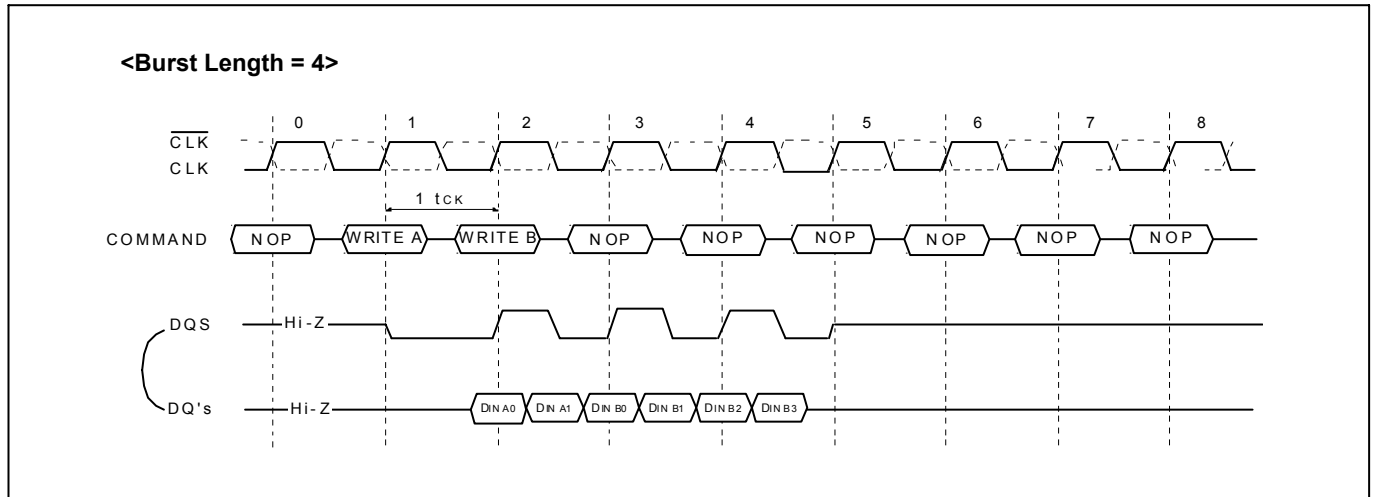 <Burst Length = 4>
0 1 2 3 4 5 6 7 8
CLK
CLK
1 tCK
COMMAND NOP WRITE A WRITE B NOP NOP NOP NOP NOP NOP
DQS Hi-Z
DQ's Hi-Z DIN A0 DIN A1 DIN B0 DIN B1 DIN B2 DIN B3